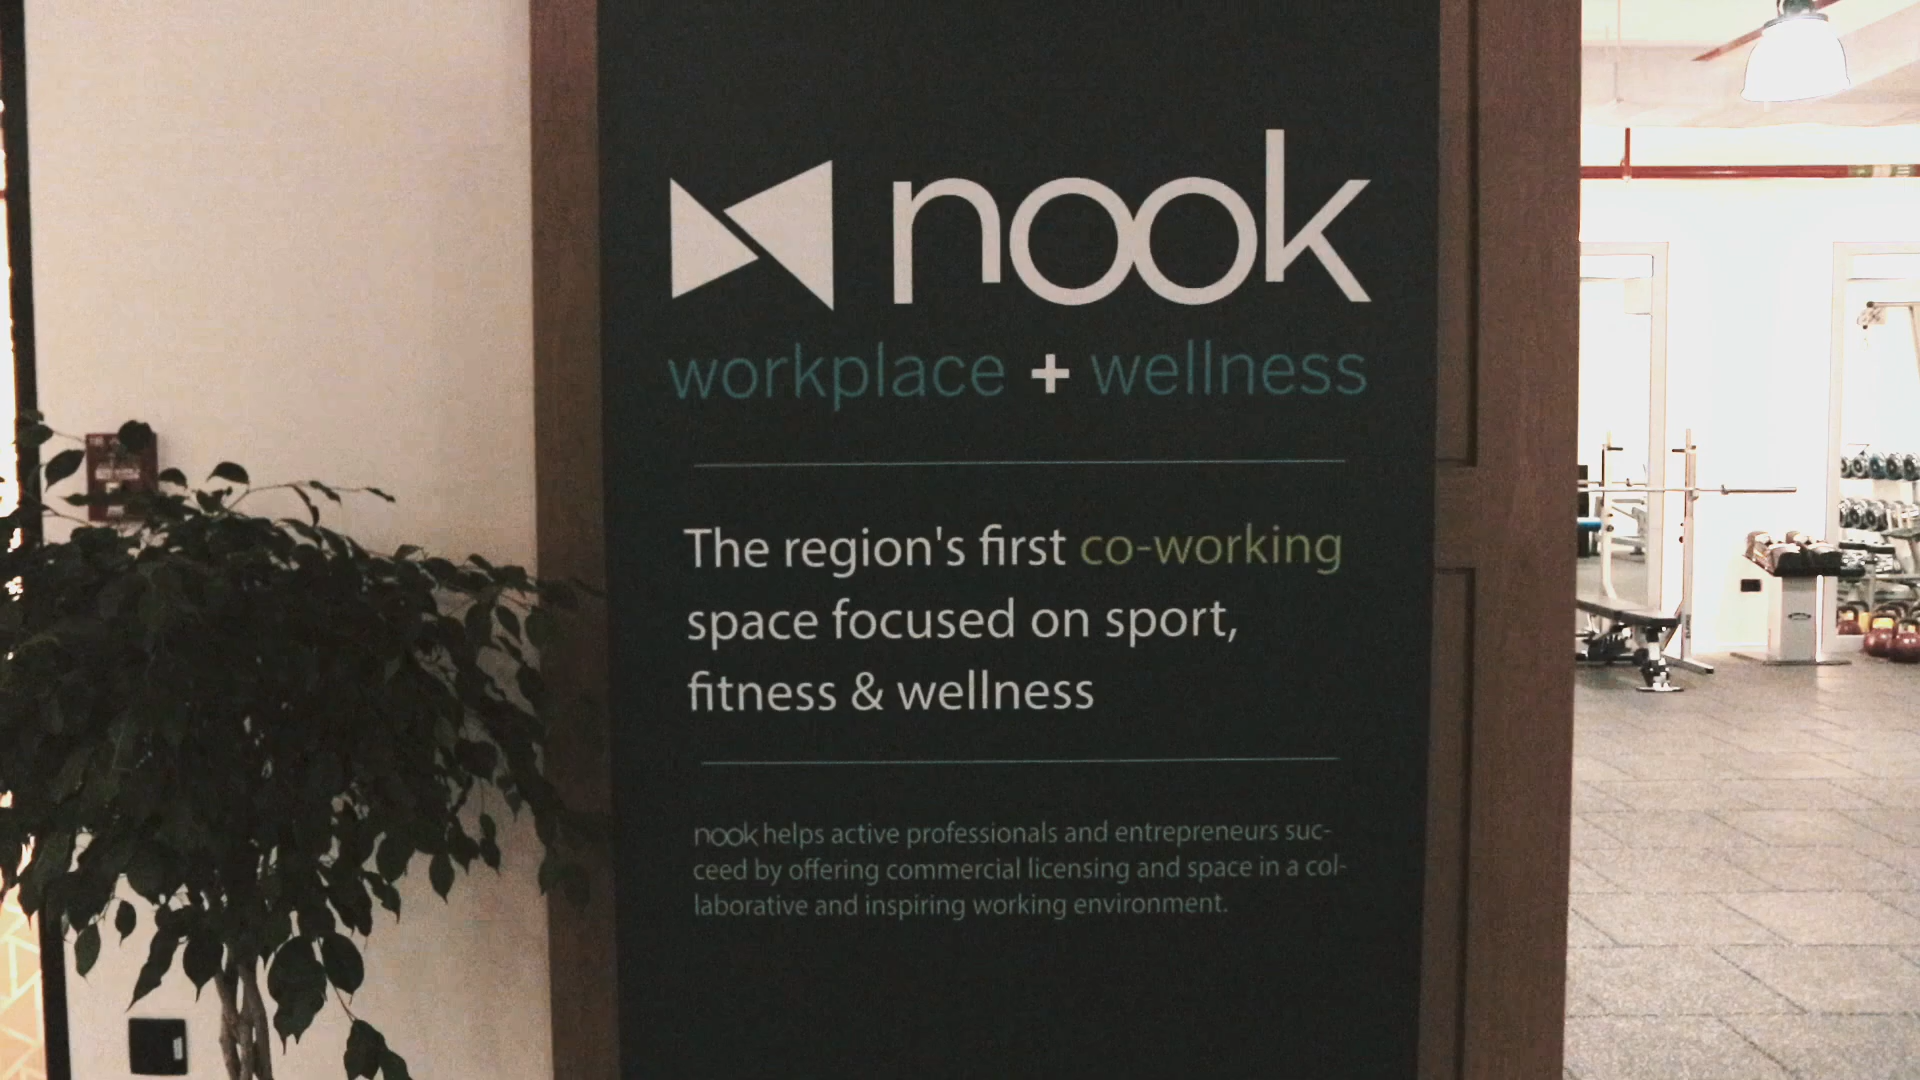 nook
workplace + wellness
The region's first co-working
space focused on sport,
fitness & wellness
nook helps active professionals and entrepreneurs suc-
ceed by offering commercial licensing and space in a col-
laborative and inspiring working environment.